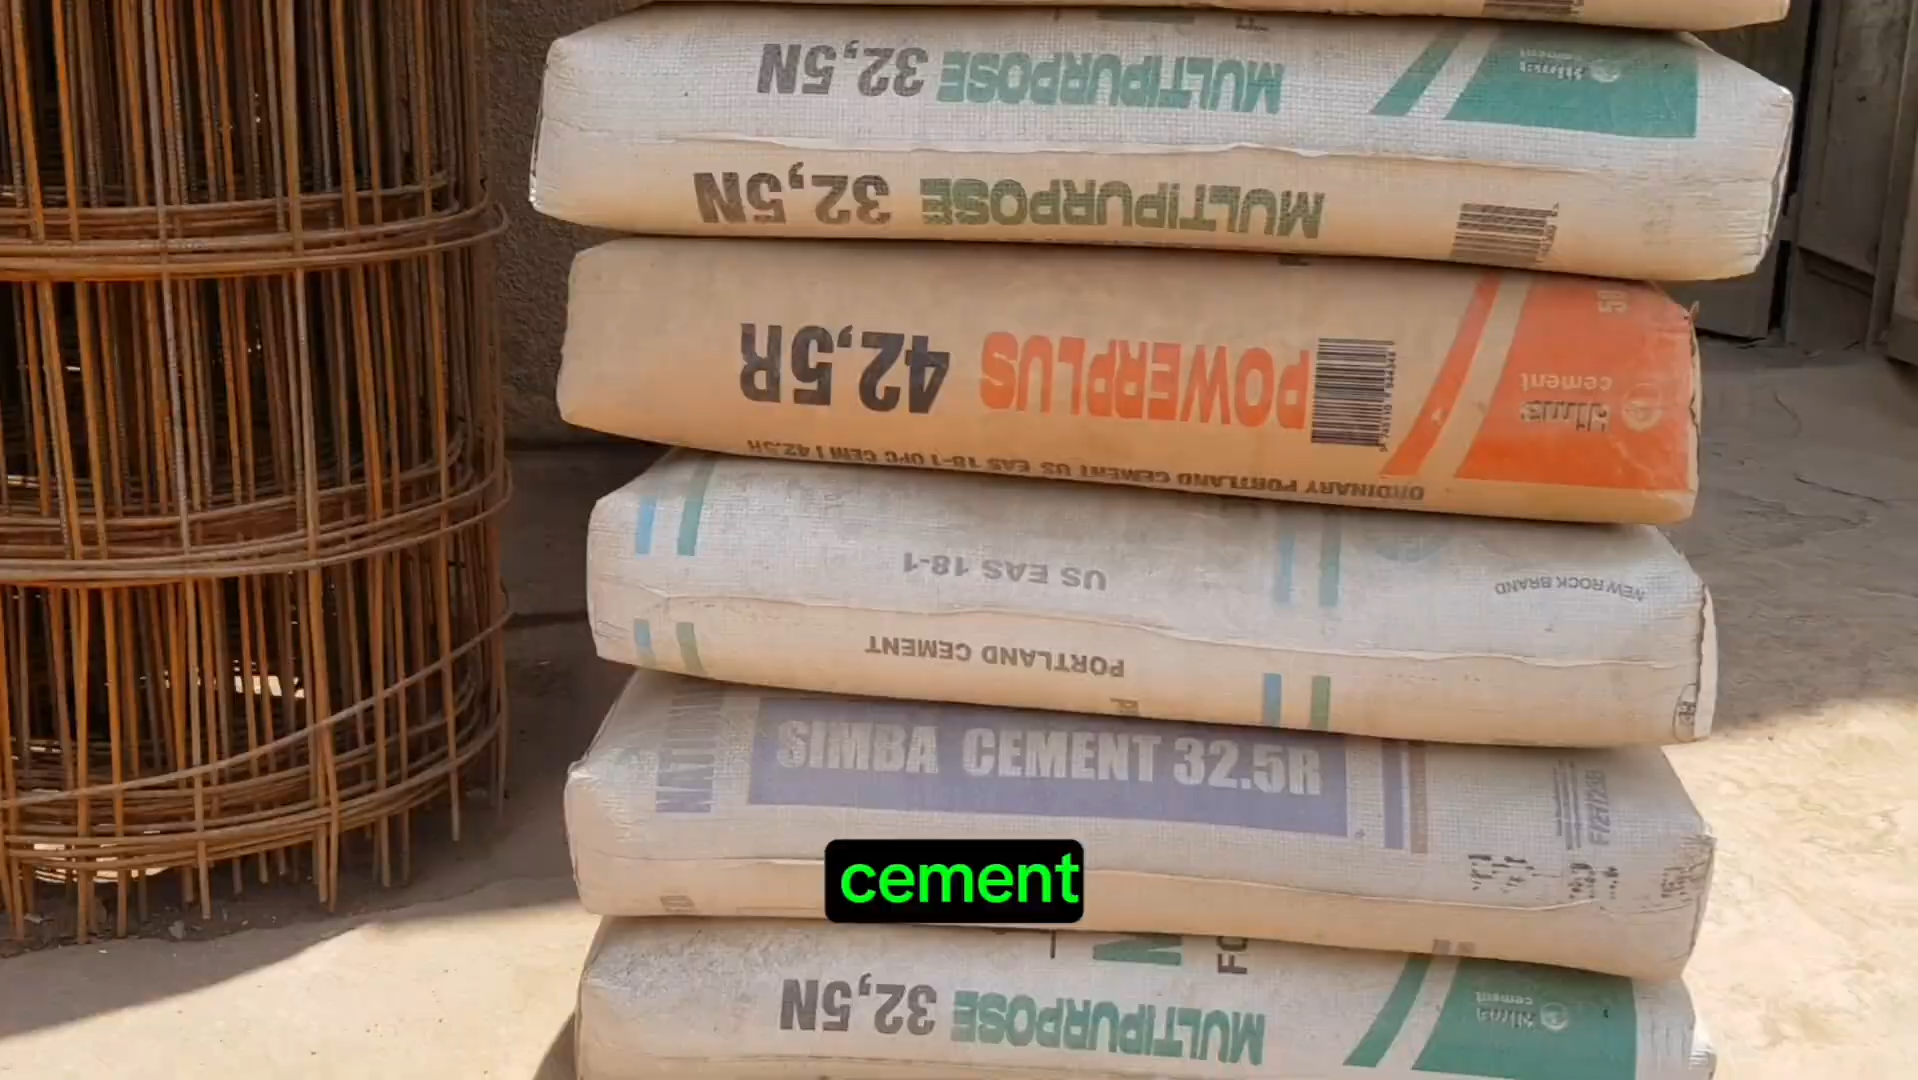 cement
MULTIPURPOSE 32,5N
MULTIPURPOSE 32,5N
cement
POWERPLUS 42,5R
ORDINARY PORTLAND CEMENT US EAS 18-1 OPC CEM I 42,5R
NEW ROCK BRAND
US EAS 18-1
PORTLAND CEMENT
SIMBA CEMENT 32.5R
cement
cement
MULTIPURPOSE 32,5N